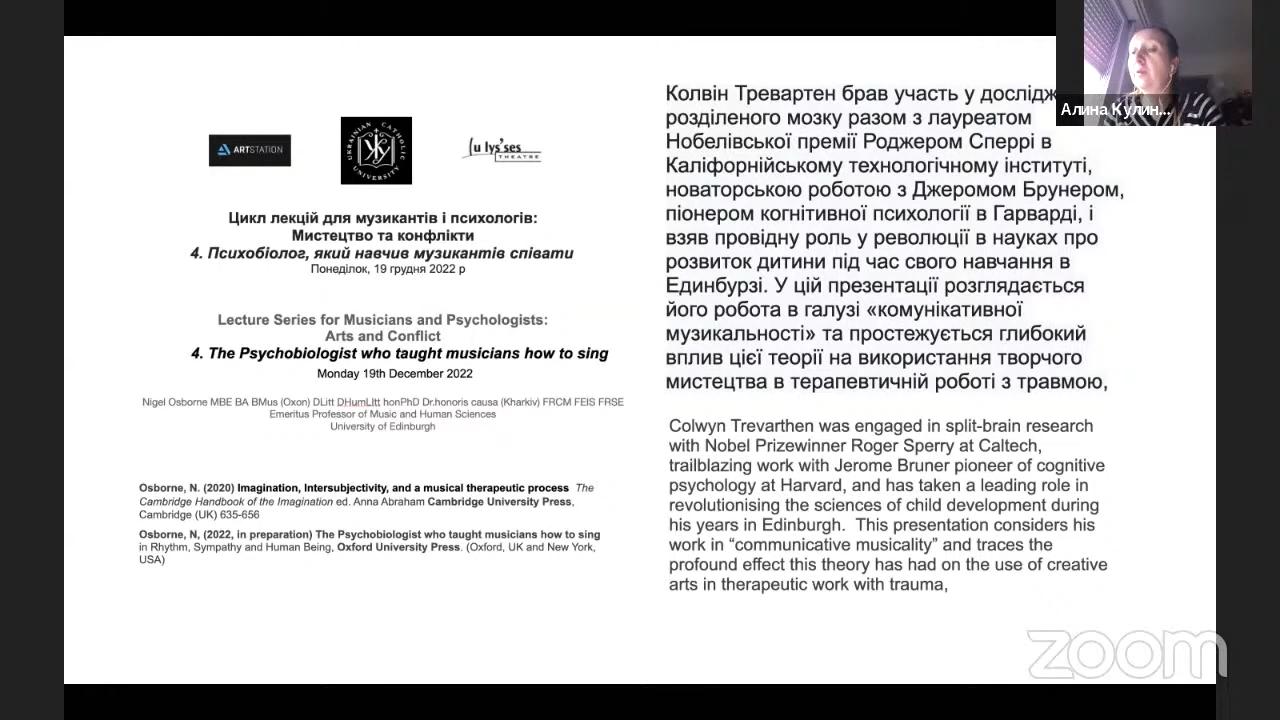 ARTSTATION
UKRAINIAN CATHOLIC UNIVERSITY
(u lys'ses
THEATRE
Цикл лекцій для музикантів і психологів:
Мистецтво та конфлікти
4. Психобіолог, який навчив музикантів співати
Понеділок, 19 грудня 2022 р
Lecture Series for Musicians and Psychologists:
Arts and Conflict
4. The Psychobiologist who taught musicians how to sing
Monday 19th December 2022
Nigel Osborne MBE BA BMus (Oxon) DLitt DHumLItt honPhD Dr.honoris causa (Kharkiv) FRCM FEIS FRSE
Emeritus Professor of Music and Human Sciences
University of Edinburgh
Osborne, N. (2020) Imagination, Intersubjectivity, and a musical therapeutic process The
Cambridge Handbook of the Imagination ed. Anna Abraham Cambridge University Press,
Cambridge (UK) 635-656
Osborne, N, (2022, in preparation) The Psychobiologist who taught musicians how to sing
in Rhythm, Sympathy and Human Being, Oxford University Press. (Oxford, UK and New York,
USA)
Колвін Тревартен брав участь у дослідж
розділеного мозку разом з лауреатом
Нобелівської премії Роджером Сперрі в
Каліфорнійському технологічному інституті,
новаторською роботою з Джеромом Брунером,
піонером когнітивної психології в Гарварді, і
взяв провідну роль у революції в науках про
розвиток дитини під час свого навчання в
Единбурзі. У цій презентації розглядається
його робота в галузі «комунікативної
музикальності» та простежується глибокий
вплив цієї теорії на використання творчого
мистецтва в терапевтичній роботі з травмою,
Colwyn Trevarthen was engaged in split-brain research
with Nobel Prizewinner Roger Sperry at Caltech,
trailblazing work with Jerome Bruner pioneer of cognitive
psychology at Harvard, and has taken a leading role in
revolutionising the sciences of child development during
his years in Edinburgh. This presentation considers his
work in “communicative musicality” and traces the
profound effect this theory has had on the use of creative
arts in therapeutic work with trauma,
Алина Кулин...
zoom